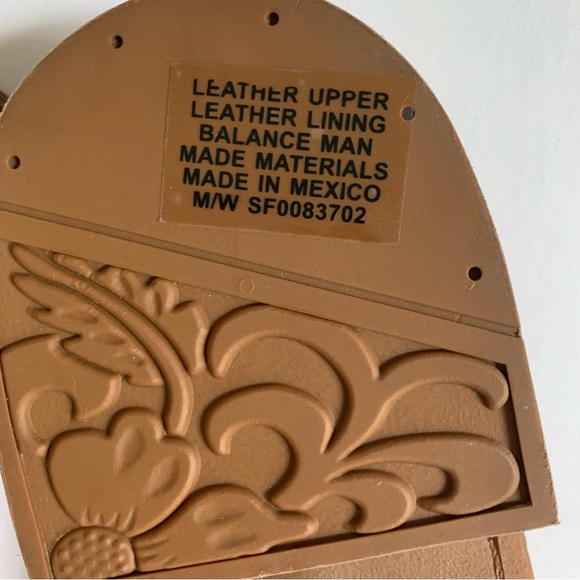 LEATHER UPPER
LEATHER LINING
BALANCE MAN
MADE MATERIALS
MADE IN MEXICO
M/W SF0083702